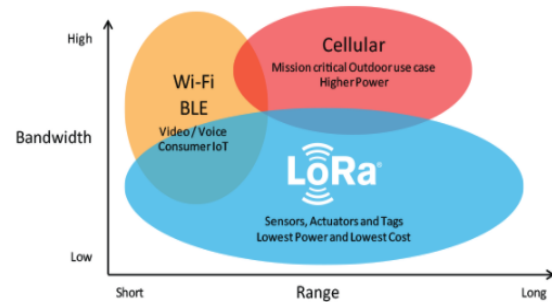 High
Cellular
Mission critical Outdoor use case
Higher Power
Wi-Fi
BLE
Video / Voice
Consumer IoT
Bandwidth
LoRa®
Sensors, Actuators and Tags
Lowest Power and Lowest Cost
Low
Short
Range
Long